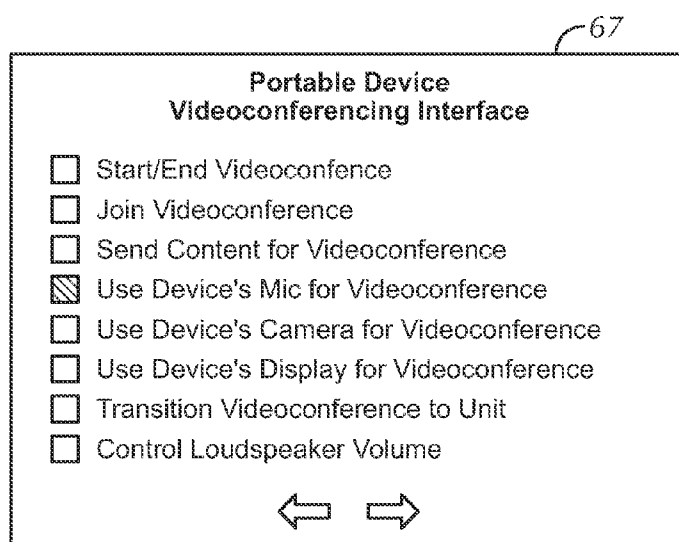 67
Portable Device
Videoconferencing Interface
Start/End Videoconfence
Join Videoconference
Send Content for Videoconference
Use Device's Mic for Videoconference
Use Device's Camera for Videoconference
Use Device's Display for Videoconference
Transition Videoconference to Unit
Control Loudspeaker Volume